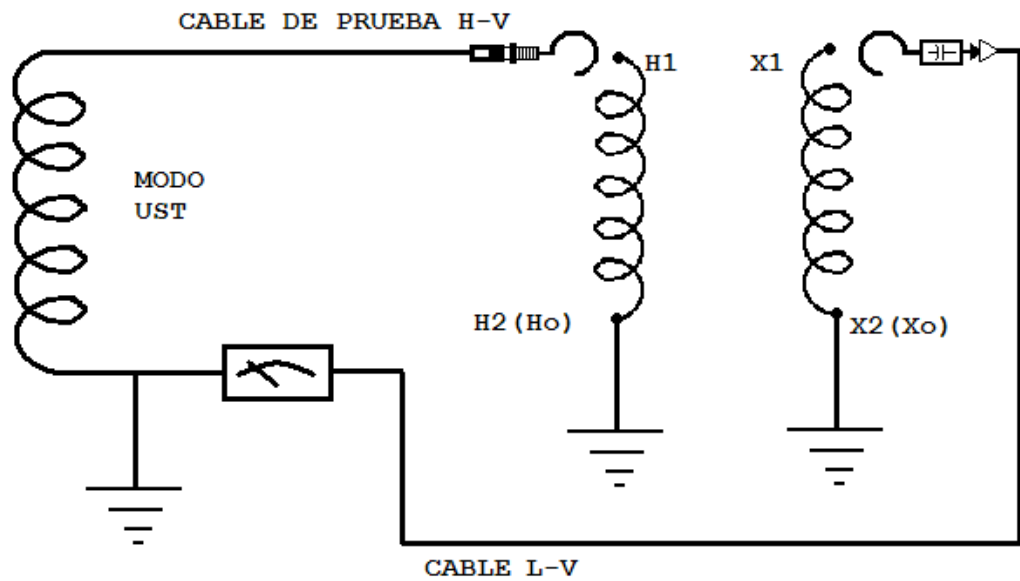 CABLE DE PRUEBA H-V
H1
X1
MODO
UST
H2(Ho)
X2(Xo)
CABLE L-V